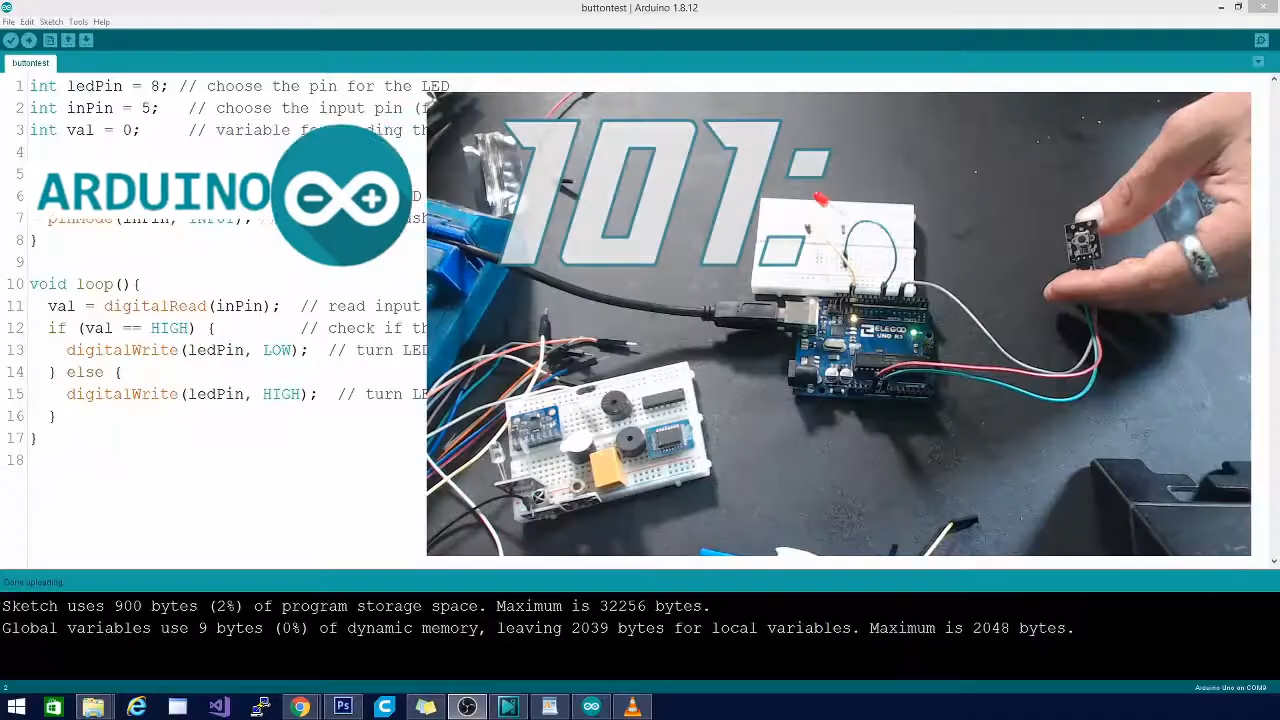 buttontest | Arduino 1.8.12
File Edit Sketch Tools Help
buttontest
1 int ledPin = 8; // choose the pin for the LED
2 int inPin = 5; // choose the input pin (f
3 int val = 0; // variable
4
5
6
7
8 }
9
10 void loop(){
11 val = digitalRead(inPin); // read input
12 if (val == HIGH) // check if th
13 digitalWrite(ledPin, LOW); // turn LE
14 } else {
15 digitalWrite(ledPin, HIGH); // turn L
16 }
17 }
18
ARDUINO
101:
ELEGOO
UNO R3
Done uploading.
Sketch uses 900 bytes (2%) of program storage space. Maximum is 32256 bytes.
Global variables use 9 bytes (0%) of dynamic memory, leaving 2039 bytes for local variables. Maximum is 2048 bytes.
2
Arduino Uno on COM9
Ps